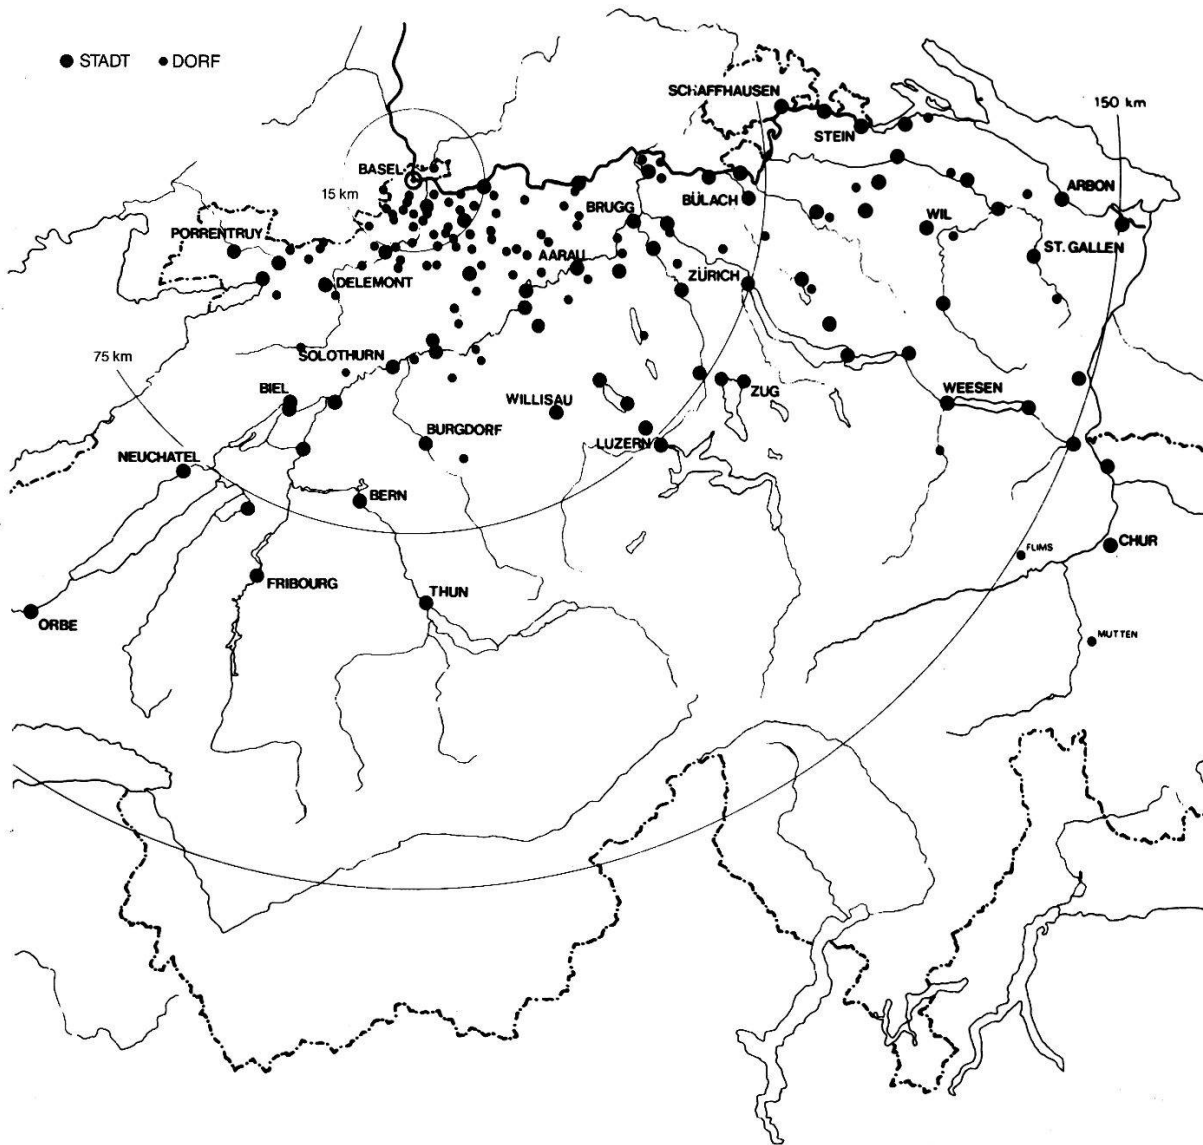 STADT DORF
SCHAFFHAUSEN
150 km
STEIN
BASEL
15 km
BÜLACH
ARBON
BRUGG
WIL
PORRENTRUY
ST. GALLEN
AARAU
ZÜRICH
DELEMONT
75 km
SOLOTHURN
BIEL
WEESEN
ZUG
WILLISAU
BURGDORF
LUZERN
NEUCHATEL
BERN
CHUR
FLIMS
FRIBOURG
THUN
ORBE
MUTTEN